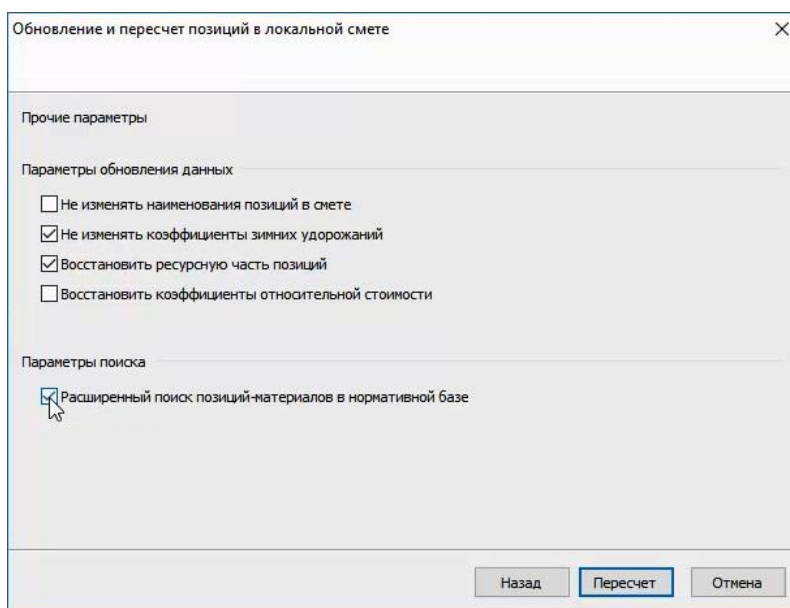 Обновление и пересчет позиций в локальной смете
Прочие параметры
Параметры обновления данных
Не изменять наименования позиций в смете
Не изменять коэффициенты зимних удорожаний
Восстановить ресурсную часть позиций
Восстановить коэффициенты относительной стоимости
Параметры поиска
Расширенный поиск позиций-материалов в нормативной базе
Назад Пересчет Отмена